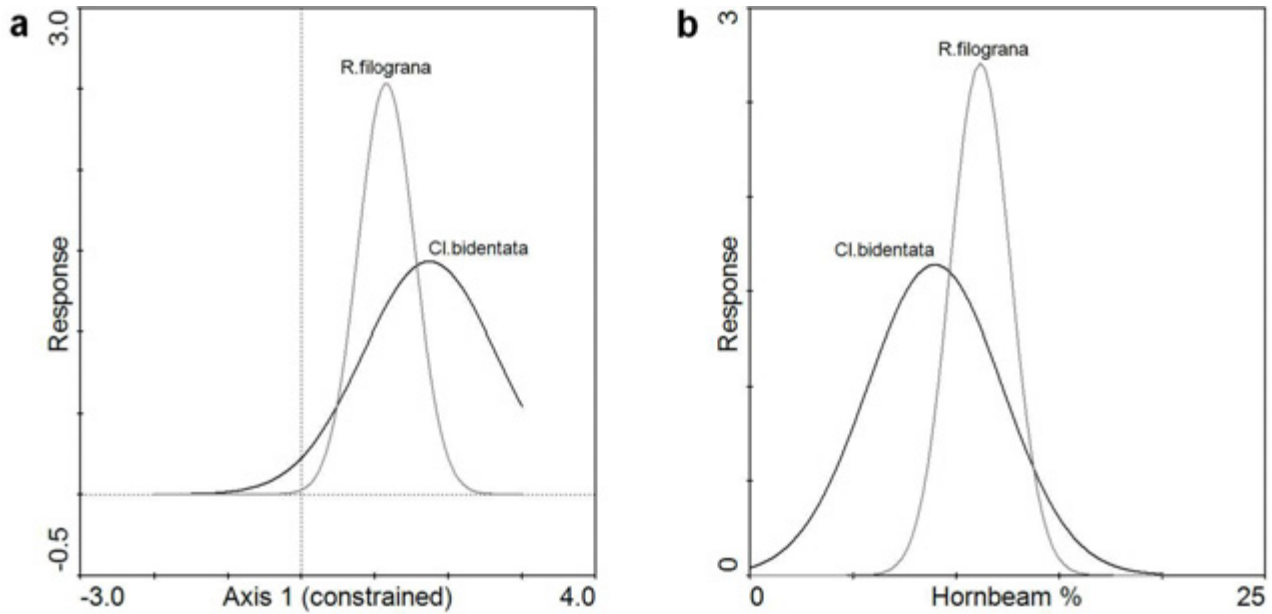 a
3.0
R.filograna
Cl.bidentata
Response
-0.5
-3.0
Axis 1 (constrained)
4.0
b
3
R.filograna
Cl.bidentata
Response
0
0
Hornbeam %
25